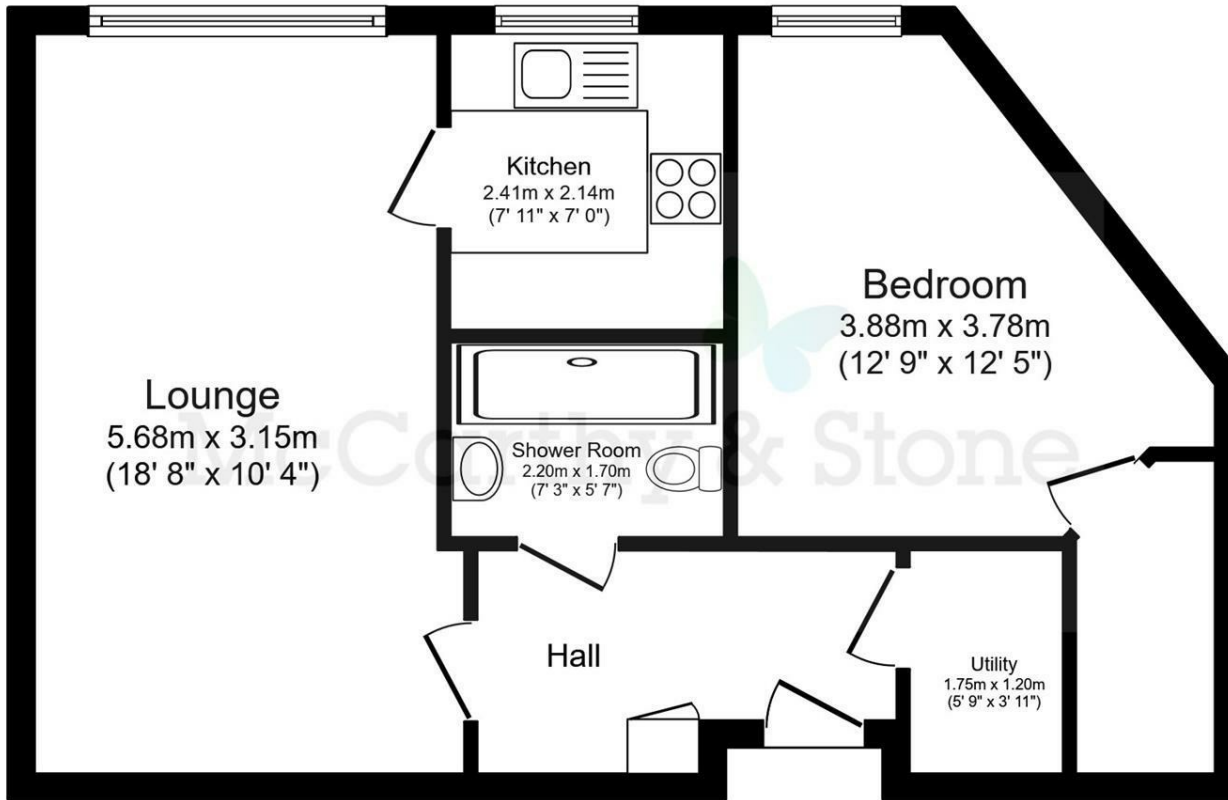 Kitchen
2.41m x 2.14m
(7' 11" x 7' 0")
Bedroom
3.88m x 3.78m
(12' 9" x 12' 5")
Lounge
5.68m x 3.15m
(18' 8" x 10' 4")
McCarthy & Stone
Shower Room
2.20m x 1.70m
(7' 3" x 5' 7")
Hall
Utility
1.75m x 1.20m
(5' 9" x 3' 11")